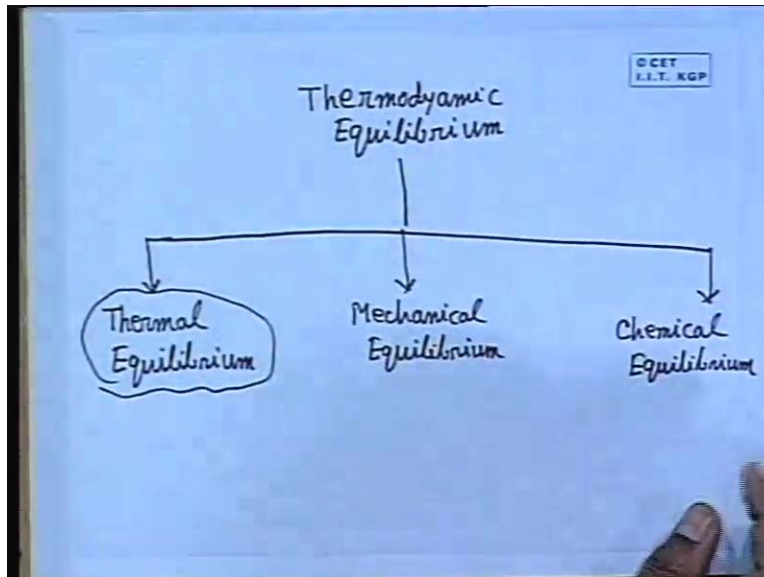 © CET
I.I.T. KGP
Thermodyamic
Equilibrium
Thermal
Equilibrium
Mechanical
Equilibrium
Chemical
Equilibrium